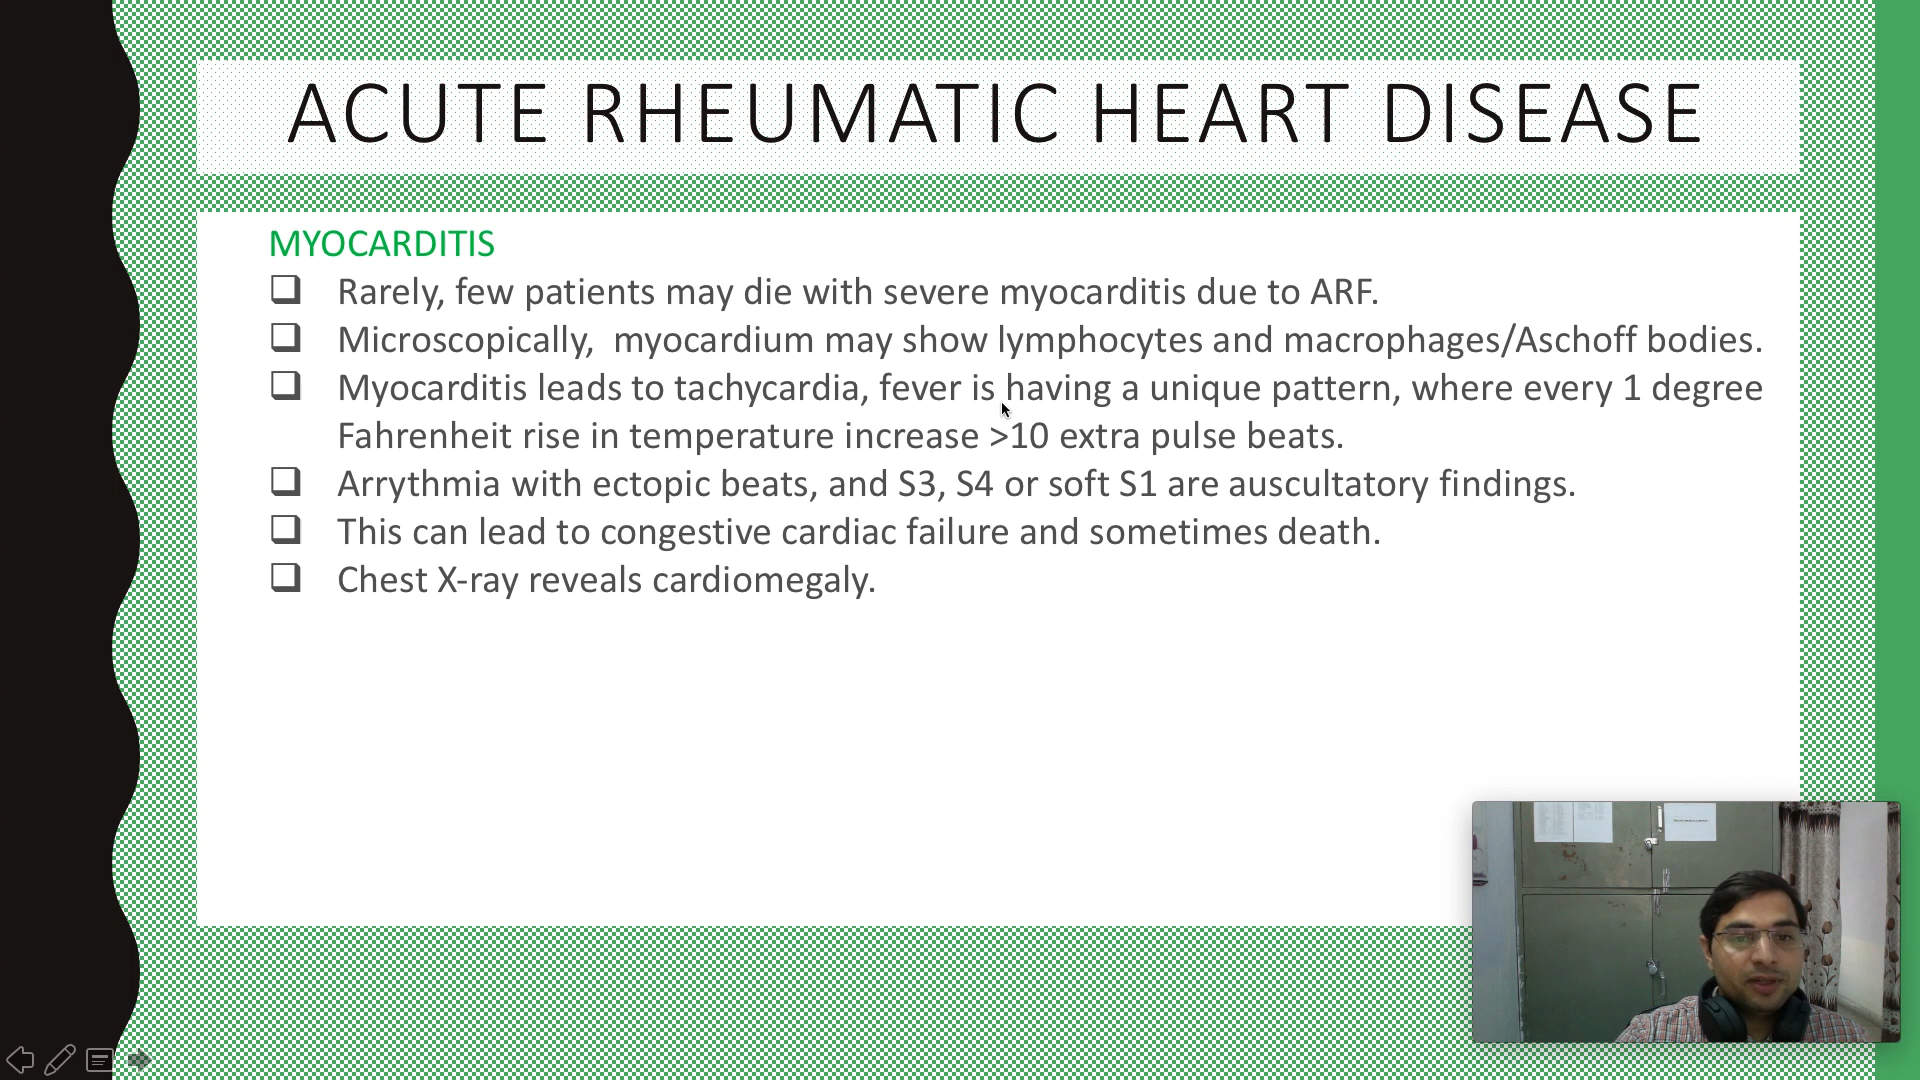 ACUTE RHEUMATIC HEART DISEASE
MYOCARDITIS
❑ Rarely, few patients may die with severe myocarditis due to ARF.
❑ Microscopically,  myocardium may show lymphocytes and macrophages/Aschoff bodies.
❑ Myocarditis leads to tachycardia, fever is having a unique pattern, where every 1 degree
Fahrenheit rise in temperature increase >10 extra pulse beats.
❑ Arrythmia with ectopic beats, and S3, S4 or soft S1 are auscultatory findings.
❑ This can lead to congestive cardiac failure and sometimes death.
❑ Chest X-ray reveals cardiomegaly.